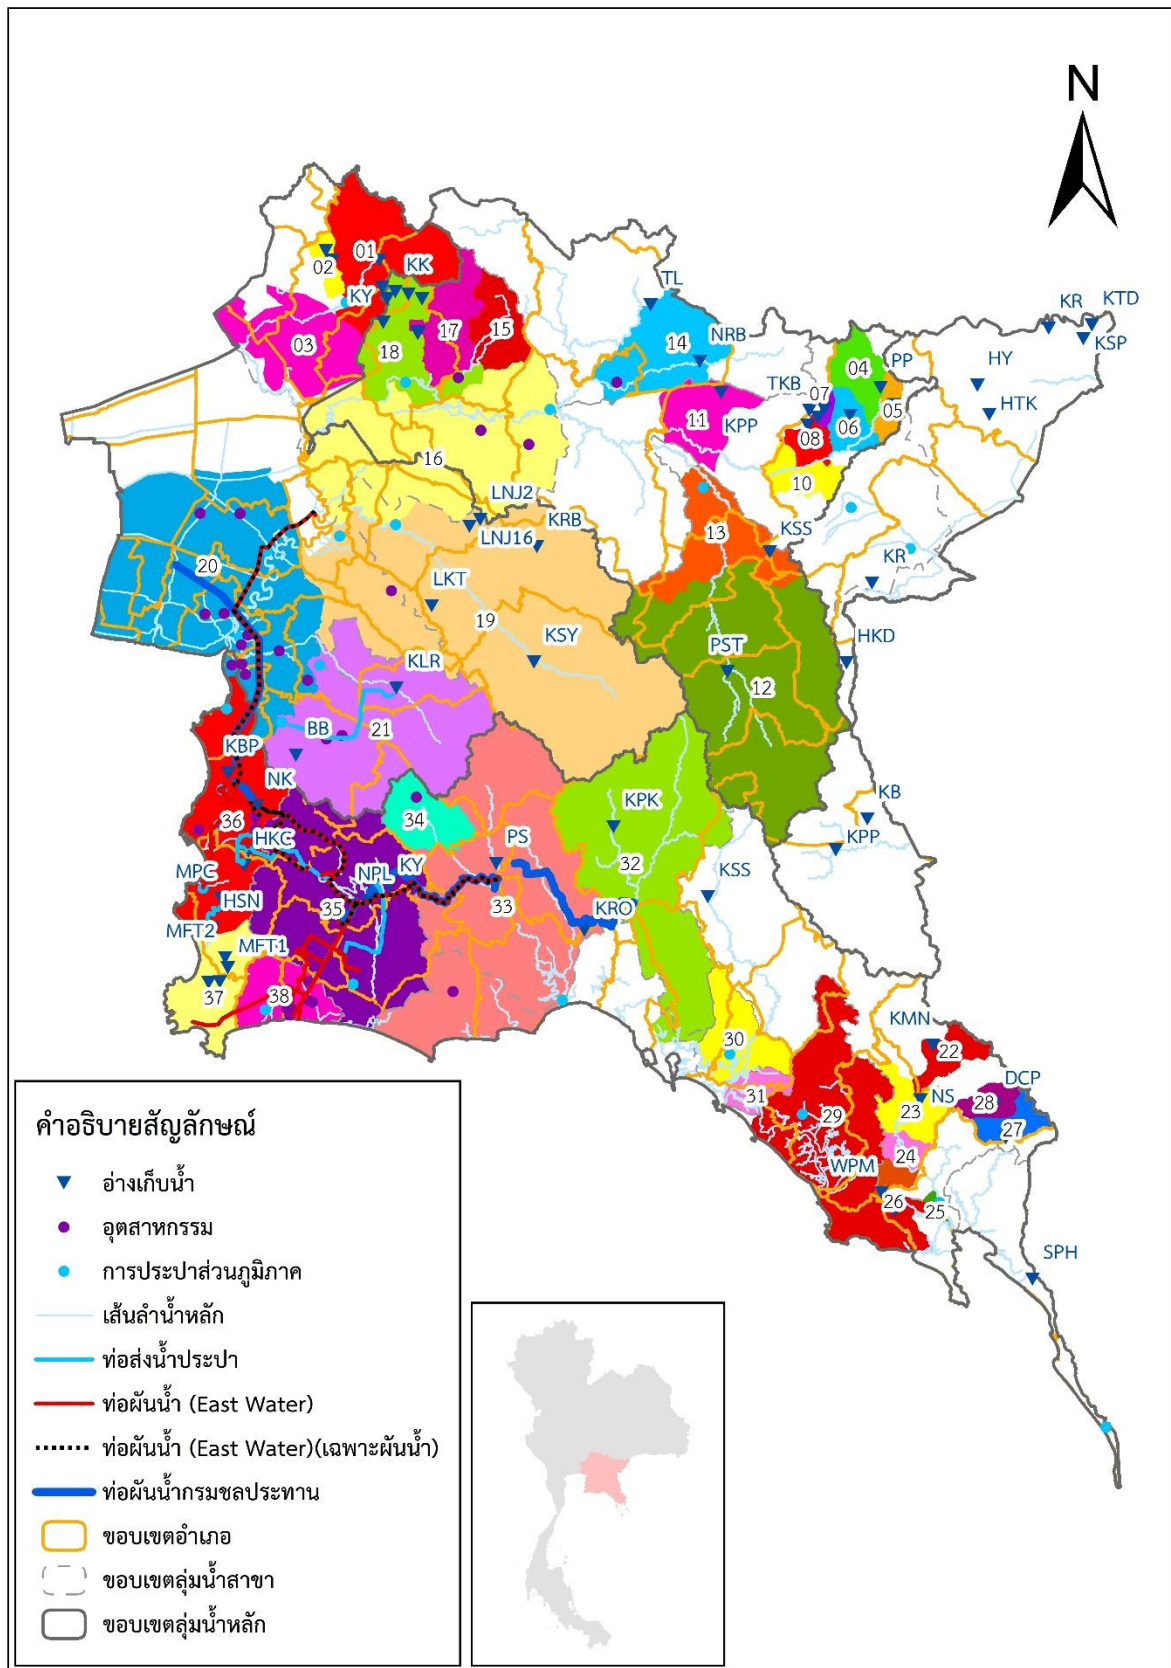 N
TL
KR
KTD
KSP
01
02
KK
KY
17
15
03
18
14
NRB
PP
04
HY
TKB
07
05
HTK
11
KPP
08
06
10
16
LNJ2
LNJ16
KRB
13
KSS
KR
20
LKT
19
KSY
PST
12
HKD
KLR
BB
21
KBP
NK
36
HKC
34
PS
KPK
32
KB
KPP
MPC
HSN
NPL
KY
35
33
KRO
KSS
MFT2
MFT1
37
38
30
KMN
22
DCP
28
31
29
23
NS
27
24
WPM
26
25
SPH
คำอธิบายสัญลักษณ์
อ่างเก็บน้ำ
อุตสาหกรรม
การประปาส่วนภูมิภาค
เส้นลำน้ำหลัก
ท่อส่งน้ำประปา
ท่อผันน้ำ (East Water)
ท่อผันน้ำ (East Water)(เฉพาะผันน้ำ)
ท่อผันน้ำกรมชลประทาน
ขอบเขตอำเภอ
ขอบเขตลุ่มน้ำสาขา
ขอบเขตลุ่มน้ำหลัก